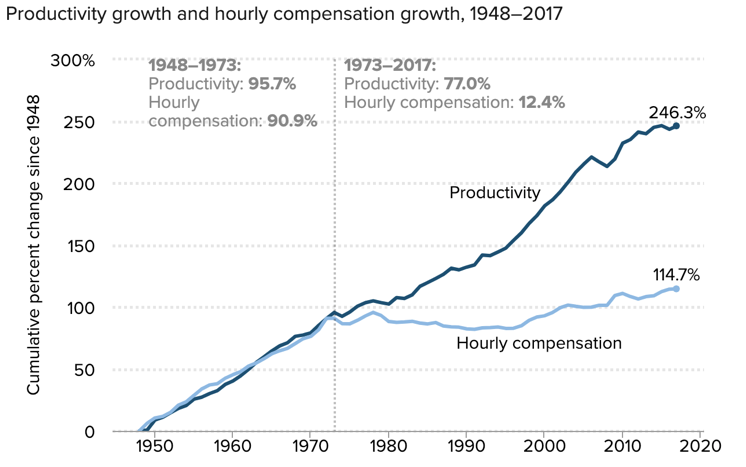 Productivity growth and hourly compensation growth, 1948–2017
Cumulative percent change since 1948
300%
250
200
150
100
50
0
1948–1973:
Productivity: 95.7%
Hourly
compensation: 90.9%
1973–2017:
Productivity: 77.0%
Hourly compensation: 12.4%
246.3%
Productivity
114.7%
Hourly compensation
1950
1960
1970
1980
1990
2000
2010
2020